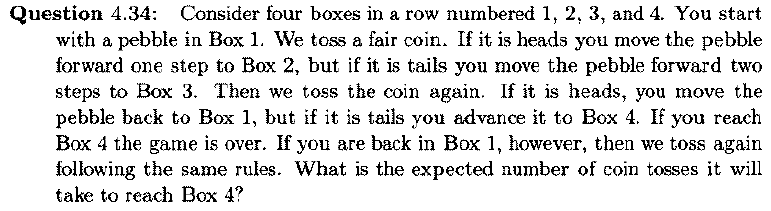 Question 4.34: Consider four boxes in a row numbered 1, 2, 3, and 4. You start
with a pebble in Box 1. We toss a fair coin. If it is heads you move the pebble
forward one step to Box 2, but if it is tails you move the pebble forward two
steps to Box 3. Then we toss the coin again. If it is heads, you move the
pebble back to Box 1, but if it is tails you advance it to Box 4. If you reach
Box 4 the game is over. If you are back in Box 1, however, then we toss again
following the same rules. What is the expected number of coin tosses it will
take to reach Box 4?